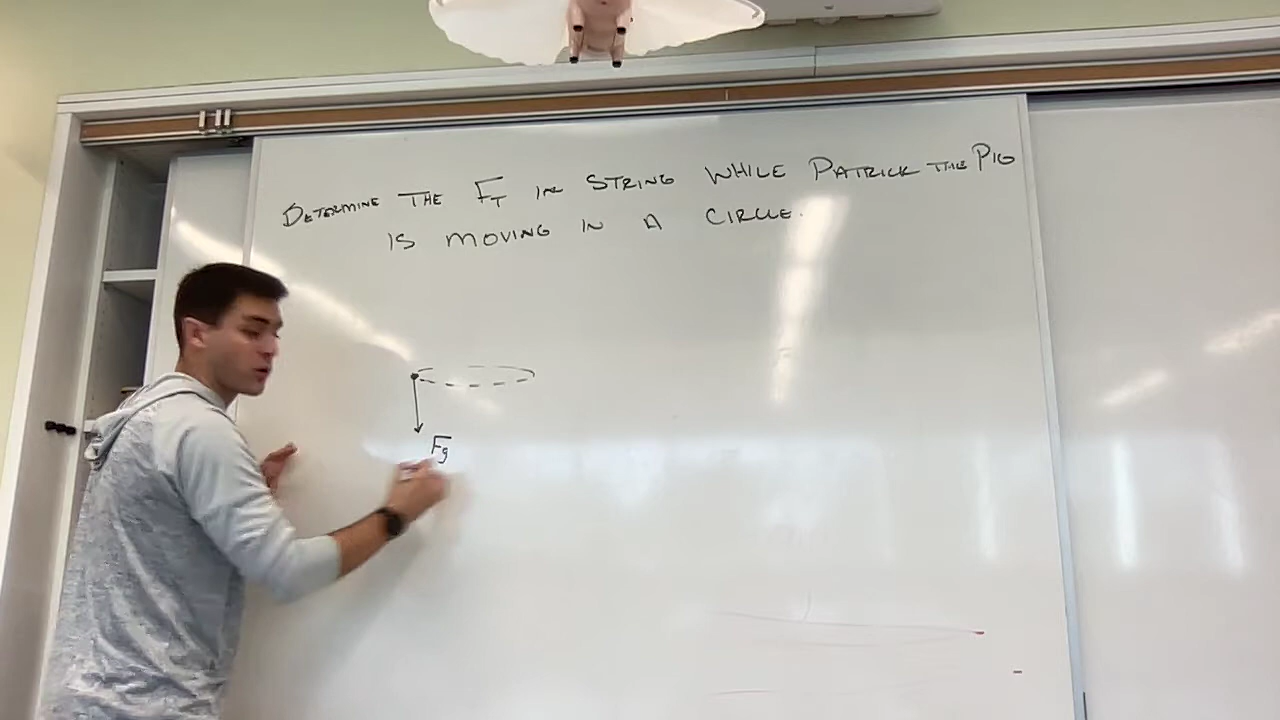 DETERMINE THE FT IN STRING WHILE PATRICK THE PIG
IS MOVING IN A CIRCLE.
Fg